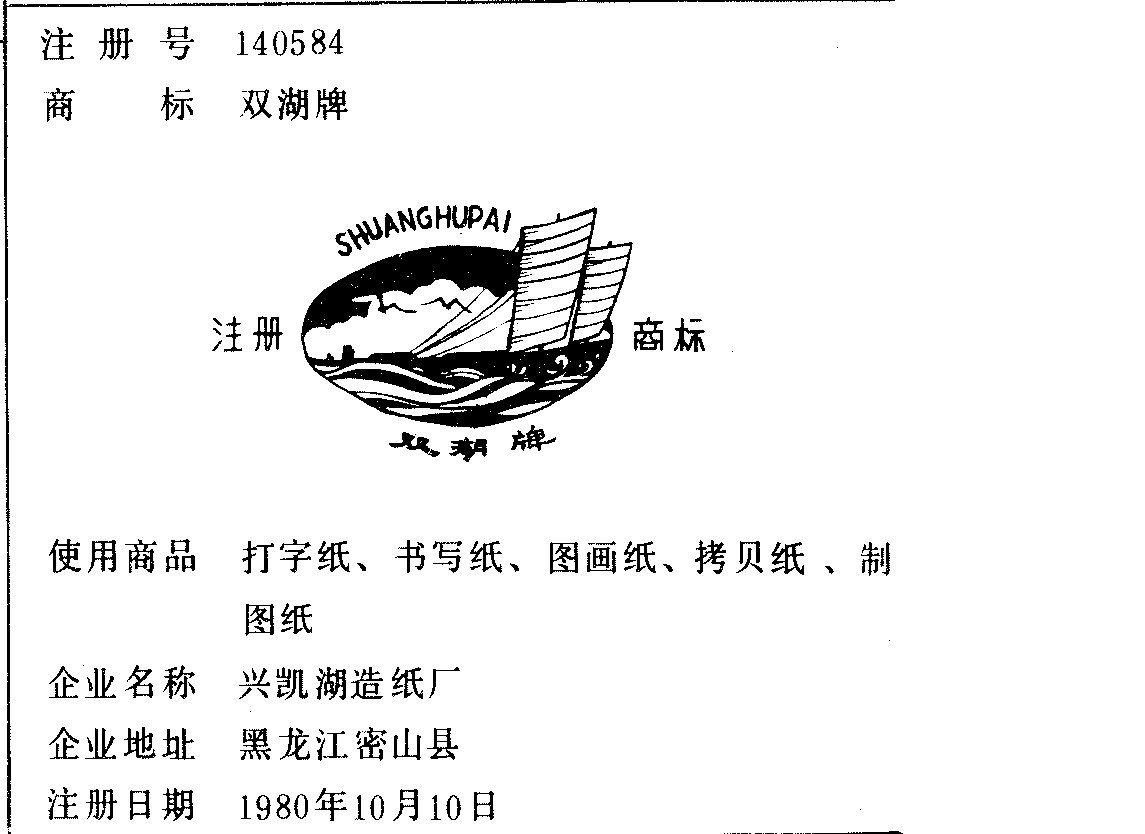 注册号 140584
商标 双湖牌
SHUANGHUPAI
注册 商标
双湖牌
使用商品 打字纸、书写纸、图画纸、拷贝纸、制
图纸
企业名称 兴凯湖造纸厂
企业地址 黑龙江密山县
注册日期 1980年10月10日